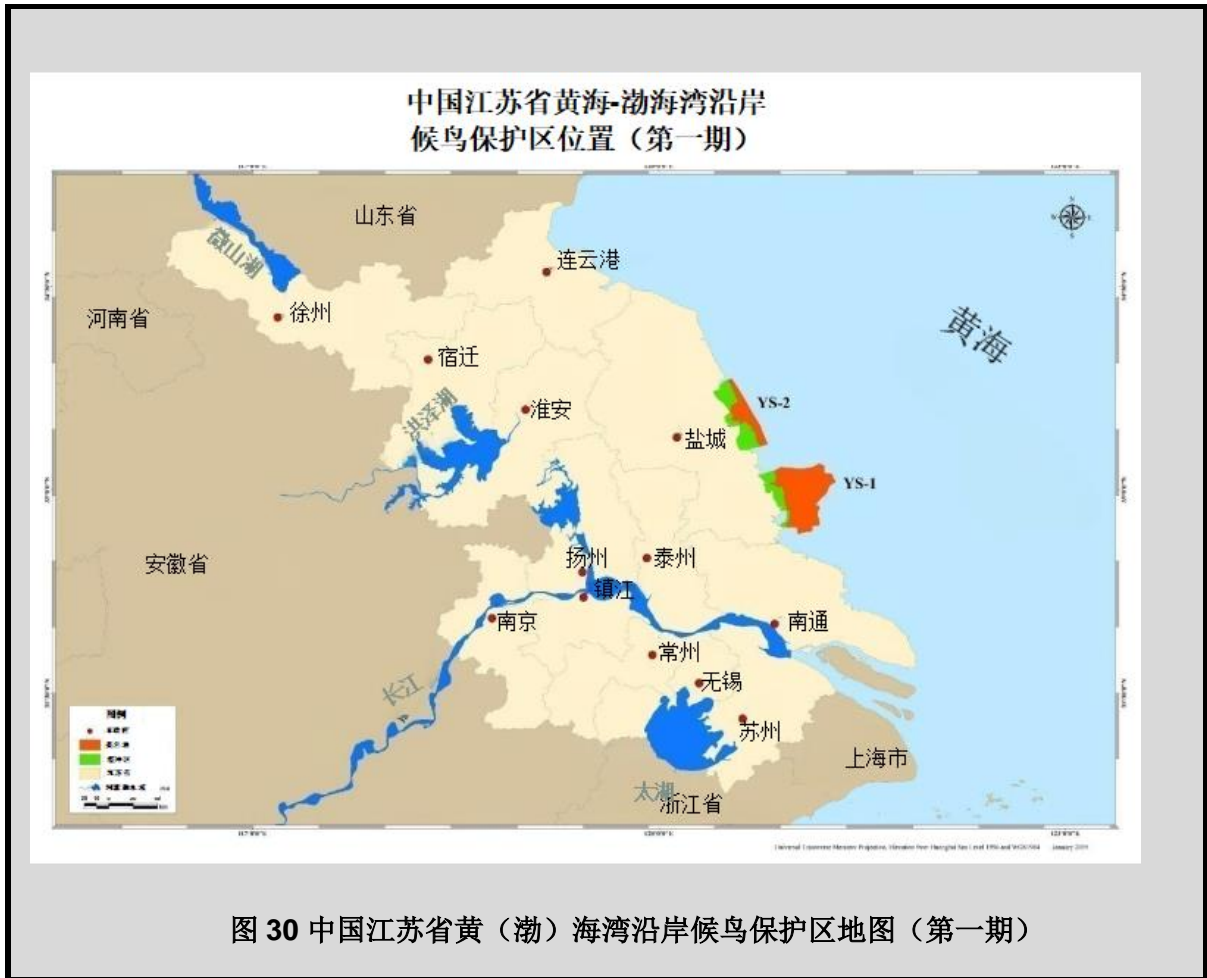 中国江苏省黄海-渤海湾沿岸
候鸟保护区位置（第一期）
山东省
微山湖
连云港
河南省
徐州
黄海
宿迁
洪泽湖
淮安
YS-2
盐城
YS-1
安徽省
扬州
泰州
镇江
南京
南通
常州
长江
无锡
苏州
上海市
太湖
浙江省
图例
图 30 中国江苏省黄（渤）海湾沿岸候鸟保护区地图（第一期）